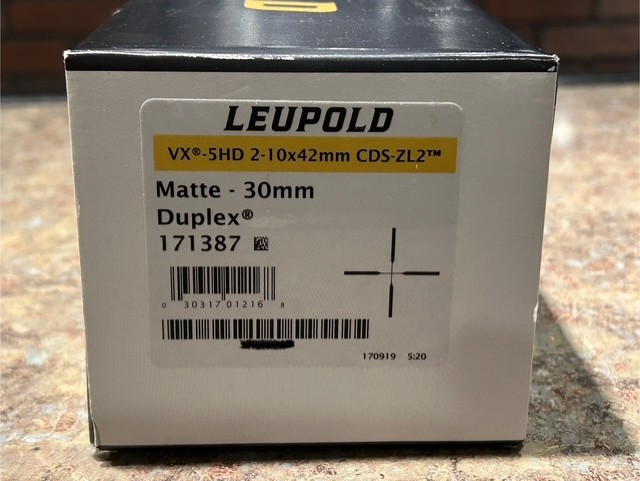 LEUPOLD
VX®-5HD 2-10x42mm CDS-ZL2™
Matte - 30mm
Duplex®
171387
0 30317 01216 8
170919 5:20